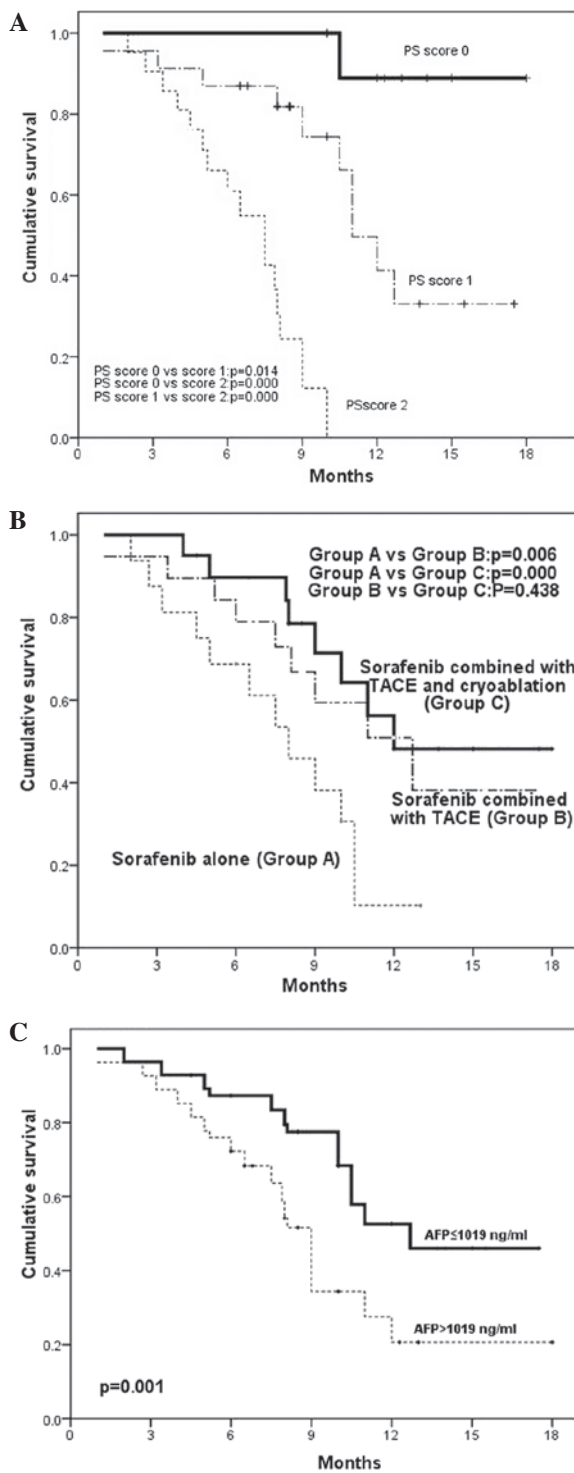 A
Cumulative survival
1.0
0.8
0.6
0.4
0.2
0.0
PS score 0
PS score 1
PSscore 2
PS score 0 vs score 1:p=0.014
PS score 0 vs score 2:p=0.000
PS score 1 vs score 2:p=0.000
0 3 6 9 12 15 18
Months
B
Cumulative survival
1.0
0.8
0.6
0.4
0.2
0.0
Group A vs Group B:p=0.006
Group A vs Group C:p=0.000
Group B vs Group C:P=0.438
Sorafenib combined with
TACE and cryoablation
(Group C)
Sorafenib combined
with TACE (Group B)
Sorafenib alone (Group A)
0 3 6 9 12 15 18
Months
C
Cumulative survival
1.0
0.8
0.6
0.4
0.2
0.0
AFP≤1019 ng/ml
AFP>1019 ng/ml
p=0.001
0 3 6 9 12 15 18
Months